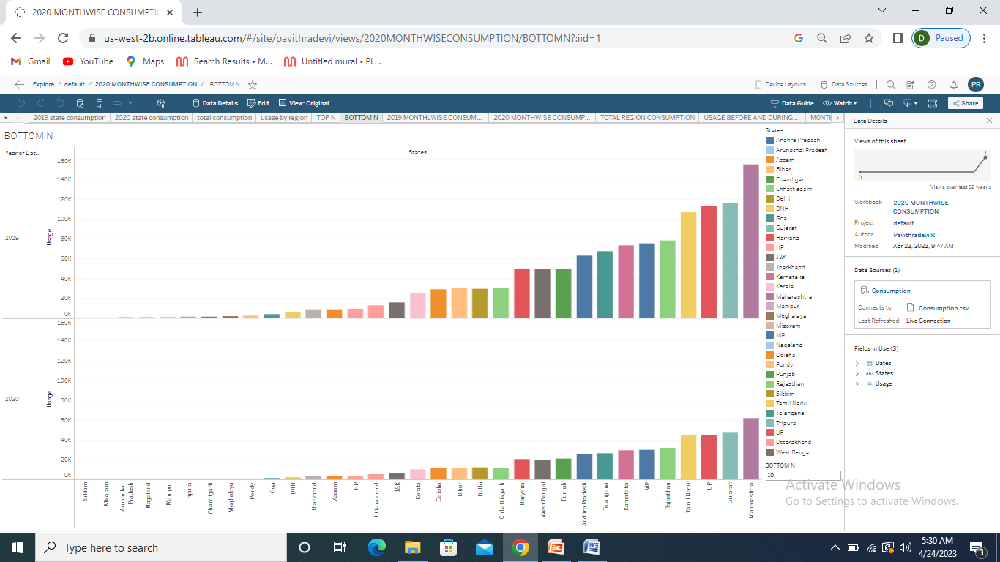 2020 MONTHWISE CONSUMPTIO
us-west-2b.online.tableau.com/#/site/pavithradevi/views/2020MONTHWISECONSUMPTION/BOTTOMN?:iid=1
D Paused
Gmail YouTube Maps Search Results • M... Untitled mural • PL...
Explore / default / 2020 MONTHWISE CONSUMPTION / BOTTOM N
Device Layouts Data Sources PR
Data Details Edit View: Original Data Guide Watch Share
2019 state consumption 2020 state consumption total consumption usage by region TOP N BOTTOM N 2019 MONTHLWISE CONSUM... 2020 MONTHWISE CONSUMP... TOTAL REGION CONSUMPTION USAGE BEFORE AND DURING ... MONTH
BOTTOM N
Year of Dat..
States
160K
140K
120K
100K
80K
60K
40K
20K
0K
2019
Usage
160K
140K
120K
100K
80K
60K
40K
20K
0K
2020
Usage
Sikkim
Mizoram
Arunachal Pradesh
Nagaland
Manipur
Tripura
Chandigarh
Meghalaya
Pondy
Goa
DNH
Jharkhand
Assam
HP
Uttarakhand
J&K
Kerala
Odisha
Bihar
Delhi
Chhattisgarh
Haryana
West Bengal
Punjab
Andhra Pradesh
Telangana
Karnataka
MP
Rajasthan
Tamil Nadu
UP
Gujarat
Maharashtra
States
Andhra Pradesh
Arunachal Pradesh
Assam
Bihar
Chandigarh
Chhattisgarh
Delhi
DNH
Goa
Gujarat
Haryana
HP
J&K
Jharkhand
Karnataka
Kerala
Maharashtra
Manipur
Meghalaya
Mizoram
MP
Nagaland
Odisha
Pondy
Punjab
Rajasthan
Sikkim
Tamil Nadu
Telangana
Tripura
UP
Uttarakhand
West Bengal
BOTTOM N
10
Data Details
Views of this sheet
1
0
Views over last 12 weeks
Workbook 2020 MONTHWISE
CONSUMPTION
Project default
Author Pavithradevi R
Modified Apr 23, 2023, 9:47 AM
Data Sources (1)
Consumption
Connects to Consumption.csv
Last Refreshed Live Connection
Fields in Use (3)
Dates
Abc States
Usage
Activate Windows
Go to Settings to activate Windows.
Type here to search
5:30 AM
4/24/2023
3